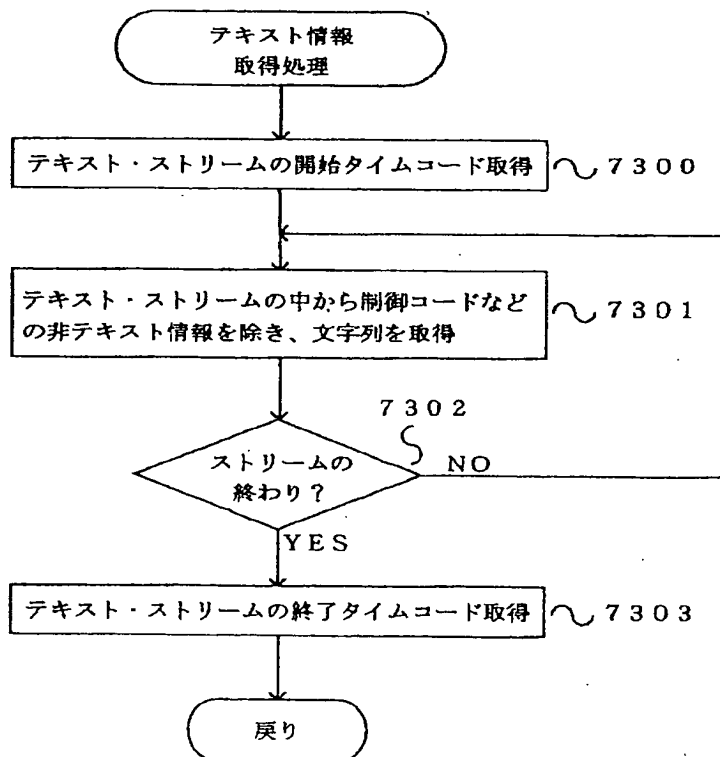 テキスト情報
取得処理
テキスト・ストリームの開始タイムコード取得
7300
テキスト・ストリームの中から制御コードなど
の非テキスト情報を除き、文字列を取得
7301
7302
ストリームの
終わり?
NO
YES
テキスト・ストリームの終了タイムコード取得
7303
戻り